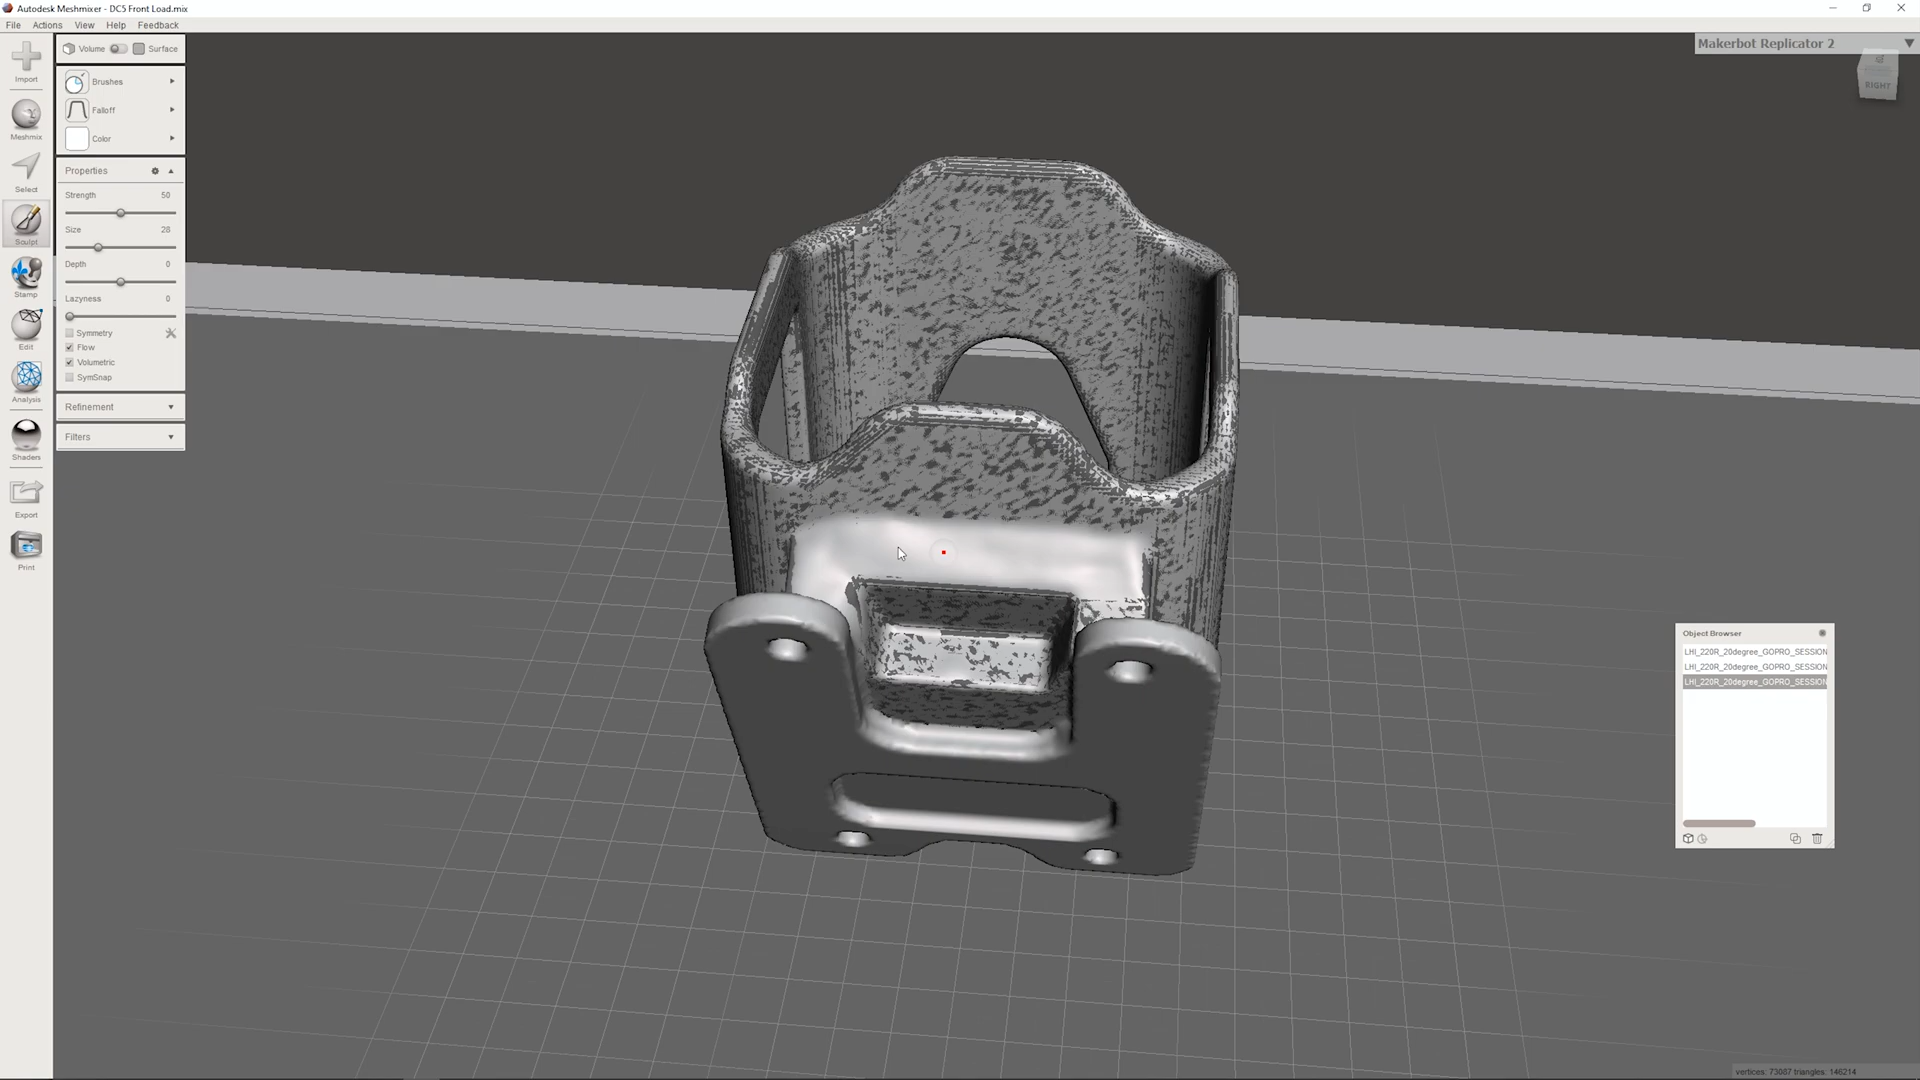 Autodesk Meshmixer - DC5 Front Load.mix
File Actions View Help Feedback
Makerbot Replicator 2
RIGHT
Import
Meshmix
Select
Sculpt
Stamp
Edit
Analysis
Shaders
Export
Print
Volume Surface
Brushes
Falloff
Color
Properties
Strength 50
Size 28
Depth 0
Lazyness 0
Symmetry
Flow
Volumetric
SymSnap
Refinement
Filters
Object Browser
LHI_220R_20degree_GOPRO_SESSION
LHI_220R_20degree_GOPRO_SESSION
LHI_220R_20degree_GOPRO_SESSION
vertices: 73087 triangles: 146214